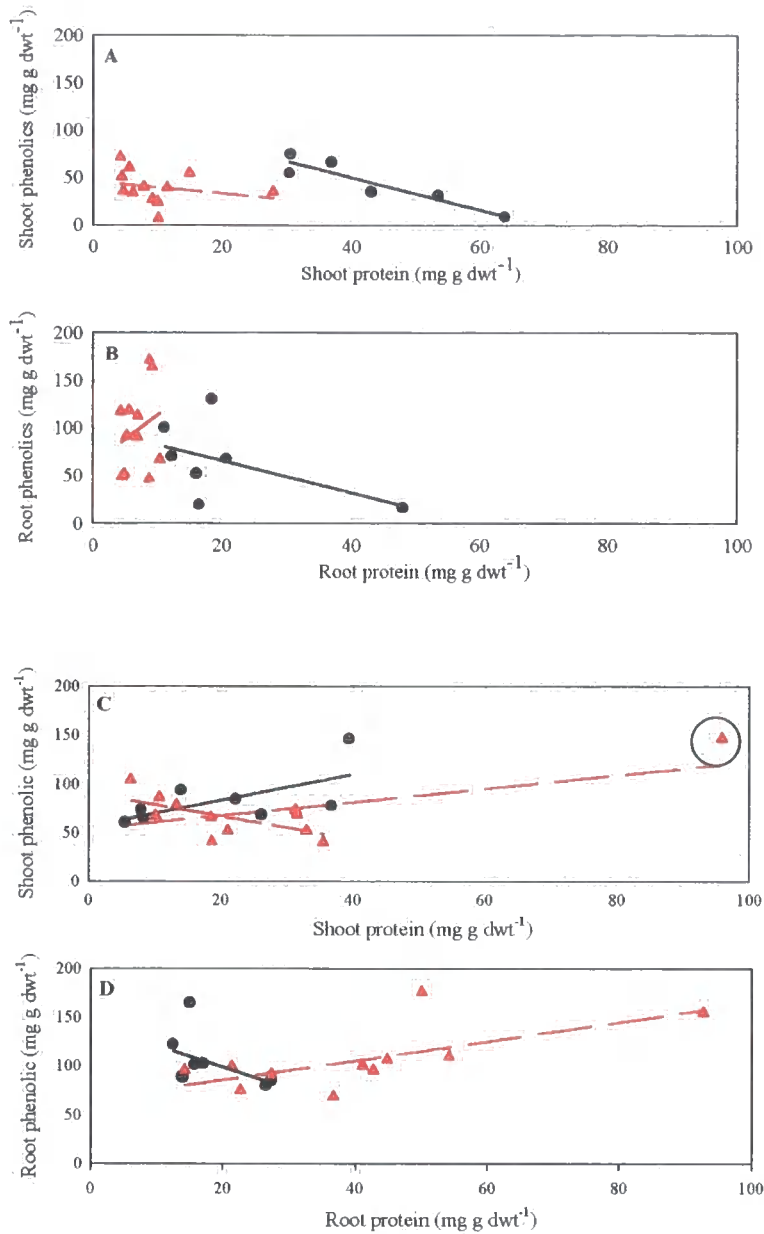 Shoot phenolics (mg g dwt-1)
200
150
100
50
0
A
0 20 40 60 80 100
Shoot protein (mg g dwt-1)
Root phenolics (mg g dwt-1)
200
150
100
50
0
B
0 20 40 60 80 100
Root protein (mg g dwt-1)
Shoot phenolic (mg g dwt-1)
200
150
100
50
0
C
0 20 40 60 80 100
Shoot protein (mg g dwt-1)
Root phenolic (mg g dwt-1)
200
150
100
50
0
D
0 20 40 60 80 100
Root protein (mg g dwt-1)